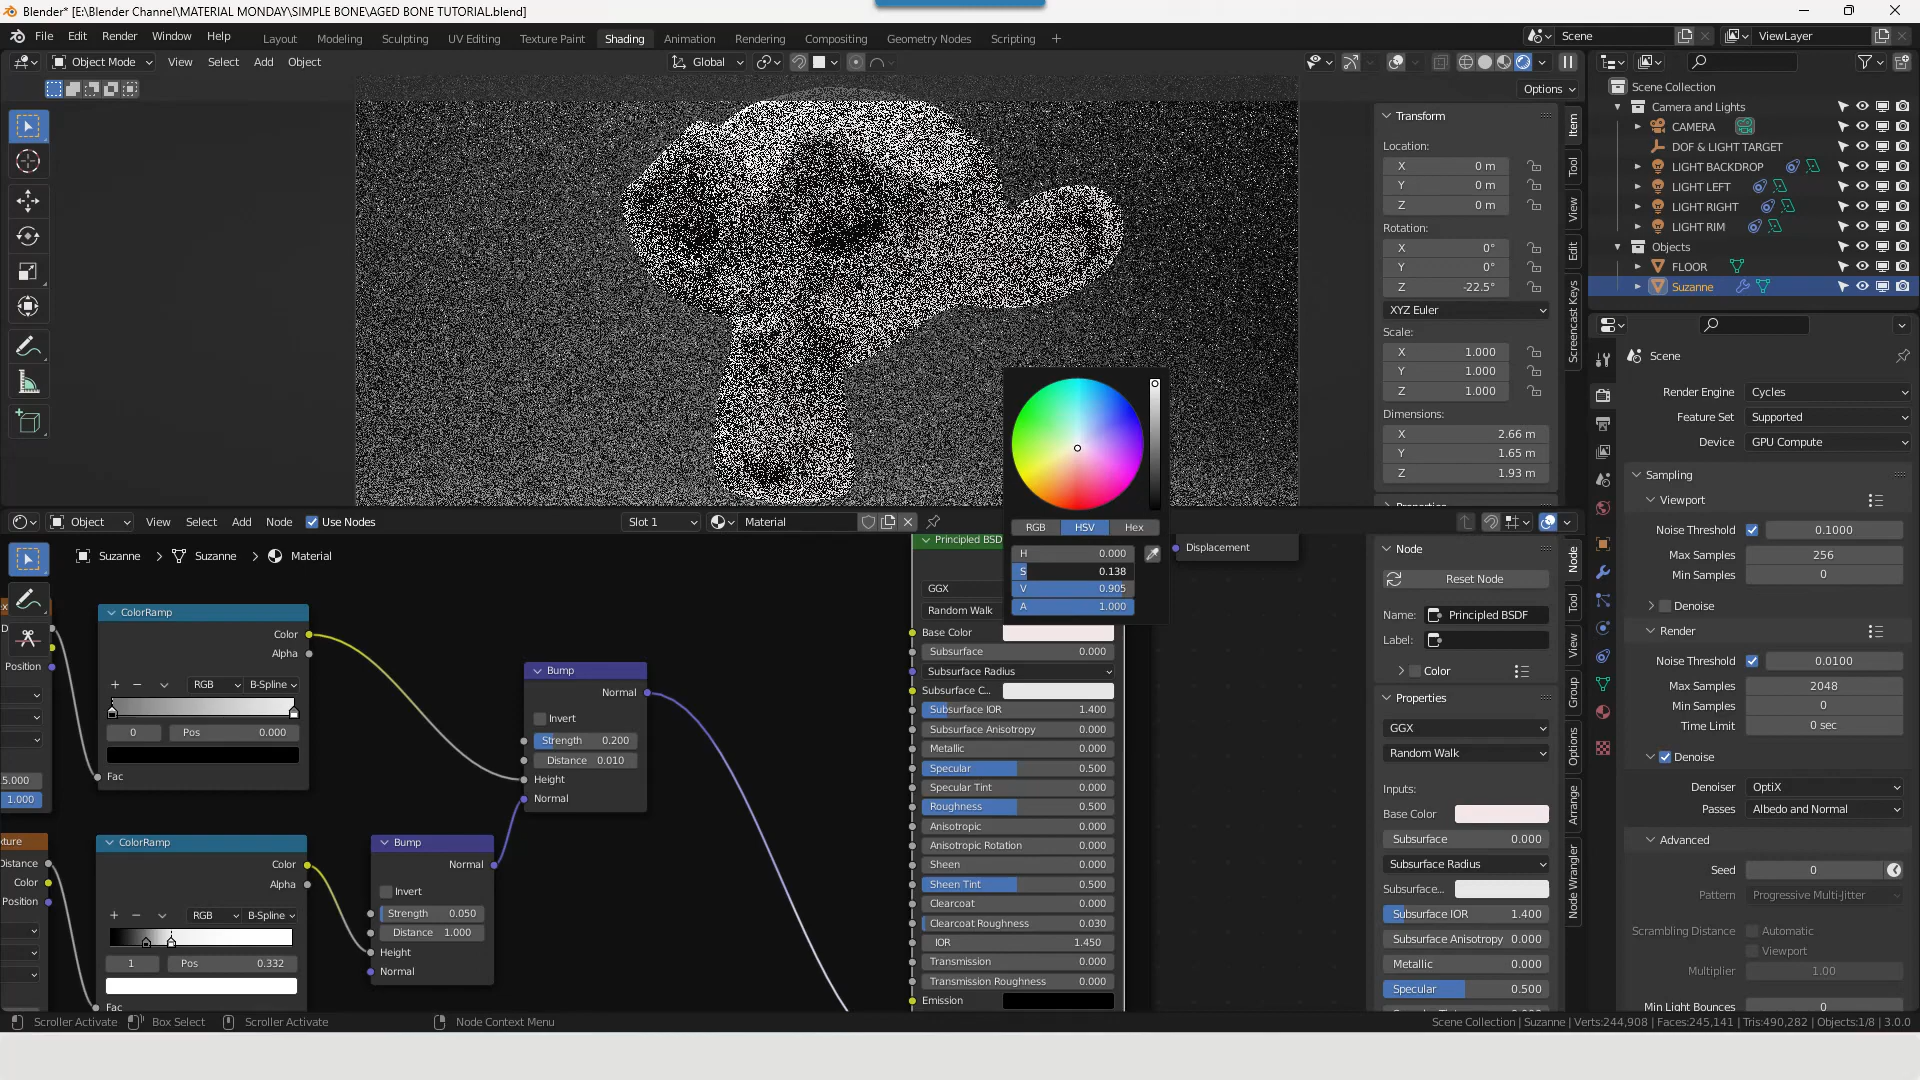 Blender* [E:\Blender Channel\MATERIAL MONDAY\SIMPLE BONE\AGED BONE TUTORIAL.blend]
File Edit Render Window Help Layout Modeling Sculpting UV Editing Texture Paint Shading Animation Rendering Compositing Geometry Nodes Scripting + Scene ViewLayer
Object Mode View Select Add Object Global
Options
Transform
Location:
X 0 m
Y 0 m
Z 0 m
Rotation:
X 0°
Y 0°
Z -22.5°
XYZ Euler
Scale:
X 1.000
Y 1.000
Z 1.000
Dimensions:
X 2.66 m
Y 1.65 m
Z 1.93 m
Item
Tool
View
Edit
Screencast Keys
Scene Collection
Camera and Lights
CAMERA
DOF & LIGHT TARGET
LIGHT BACKDROP
LIGHT LEFT
LIGHT RIGHT
LIGHT RIM
Objects
FLOOR
Suzanne
Scene
Render Engine Cycles
Feature Set Supported
Device GPU Compute
Sampling
Viewport
Noise Threshold 0.1000
Max Samples 256
Min Samples 0
Denoise
Render
Noise Threshold 0.0100
Max Samples 2048
Min Samples 0
Time Limit 0 sec
Denoise
Denoiser OptiX
Passes Albedo and Normal
Advanced
Seed 0
Pattern Progressive Multi-Jitter
Scrambling Distance Automatic
Viewport
Multiplier 1.00
Min Light Bounces 0
RGB HSV Hex
H 0.000
S 0.138
V 0.905
A 1.000
Object View Select Add Node Use Nodes Slot 1 Material
Suzanne > Suzanne > Material
Position
5.000
1.000
ColorRamp
Color
Alpha
+ − RGB B-Spline
0 Pos 0.000
Fac
Bump
Normal
Invert
Strength 0.200
Distance 0.010
Height
Normal
Distance
Color
Position
ColorRamp
Color
Alpha
+ − RGB B-Spline
1 Pos 0.332
Fac
Bump
Normal
Invert
Strength 0.050
Distance 1.000
Height
Normal
Principled BSD
GGX
Random Walk
Base Color
Subsurface 0.000
Subsurface Radius
Subsurface C...
Subsurface IOR 1.400
Subsurface Anisotropy 0.000
Metallic 0.000
Specular 0.500
Specular Tint 0.000
Roughness 0.500
Anisotropic 0.000
Anisotropic Rotation 0.000
Sheen 0.000
Sheen Tint 0.500
Clearcoat 0.000
Clearcoat Roughness 0.030
IOR 1.450
Transmission 0.000
Transmission Roughness 0.000
Emission
Displacement
Node
Reset Node
Name: Principled BSDF
Label:
Color
Properties
GGX
Random Walk
Inputs:
Base Color
Subsurface 0.000
Subsurface Radius
Subsurface...
Subsurface IOR 1.400
Subsurface Anisotropy 0.000
Metallic 0.000
Specular 0.500
Node
Tool
View
Group
Options
Arrange
Node Wrangler
Scroller Activate Box Select Scroller Activate Node Context Menu Scene Collection | Suzanne | Verts:244,908 | Faces:245,141 | Tris:490,282 | Objects:1/8 | 3.0.0